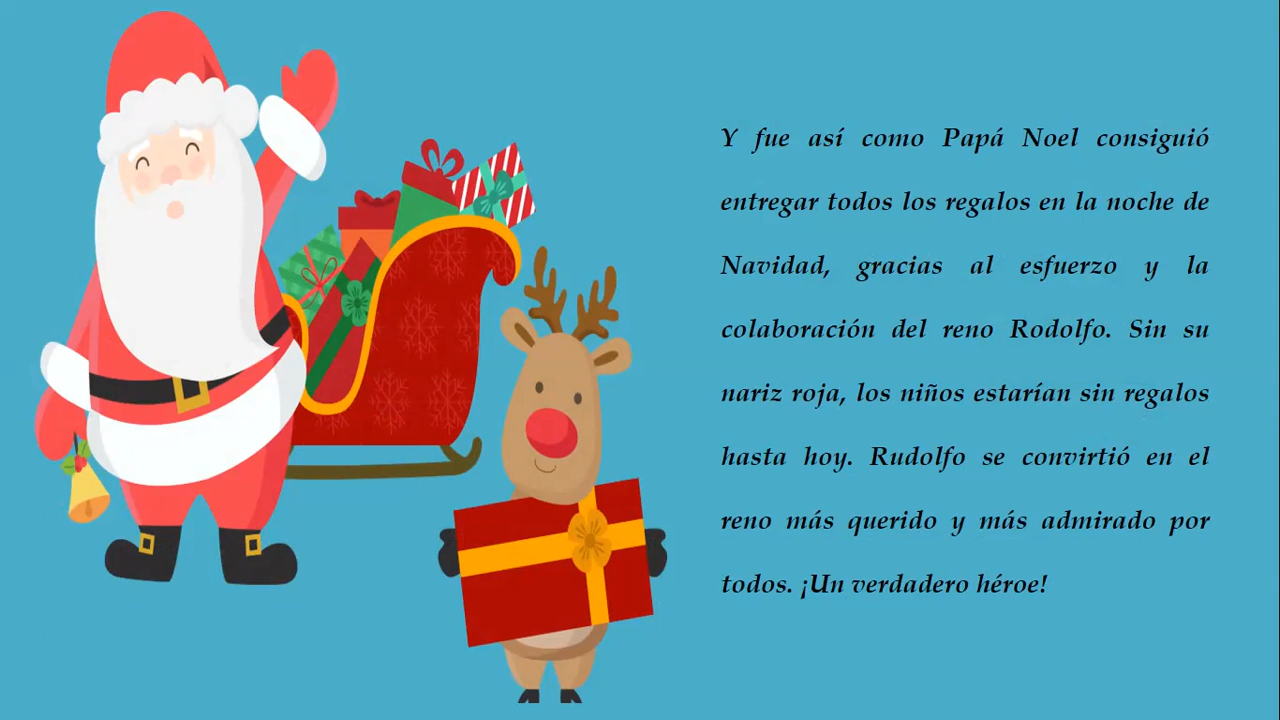 Y fue así como Papá Noel consiguió
entregar todos los regalos en la noche de
Navidad, gracias al esfuerzo y la
colaboración del reno Rodolfo. Sin su
nariz roja, los niños estarían sin regalos
hasta hoy. Rudolfo se convirtió en el
reno más querido y más admirado por
todos. ¡Un verdadero héroe!